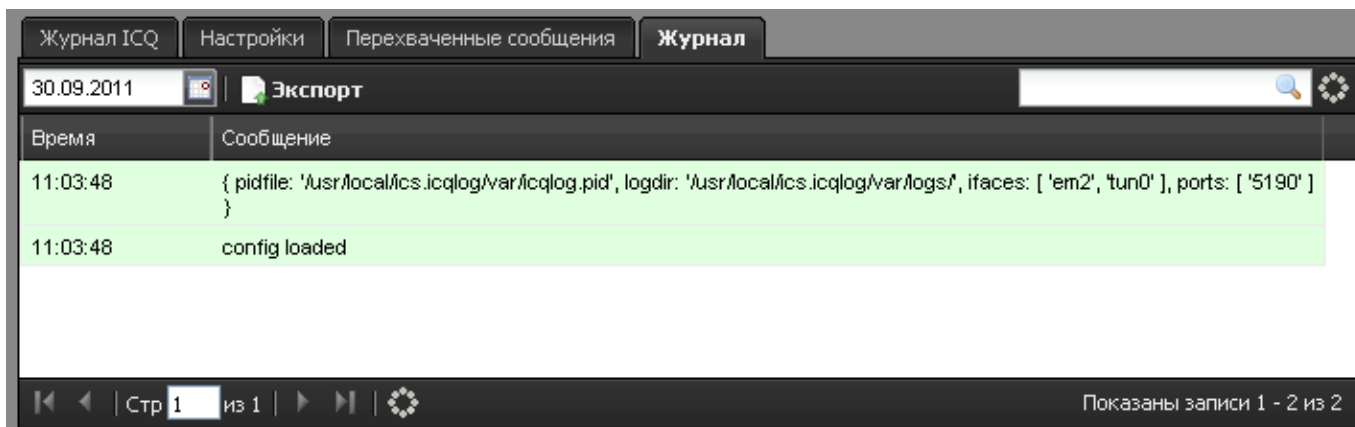 Журнал ICQ Настройки Перехваченные сообщения Журнал
30.09.2011 Экспорт
Время Сообщение
11:03:48 { pidfile: '/usr/local/ics.icqlog/var/icqlog.pid', logdir: '/usr/local/ics.icqlog/var/logs/', ifaces: [ 'em2', 'tun0' ], ports: [ '5190' ]
}
11:03:48 config loaded
Стр 1 из 1 Показаны записи 1 - 2 из 2